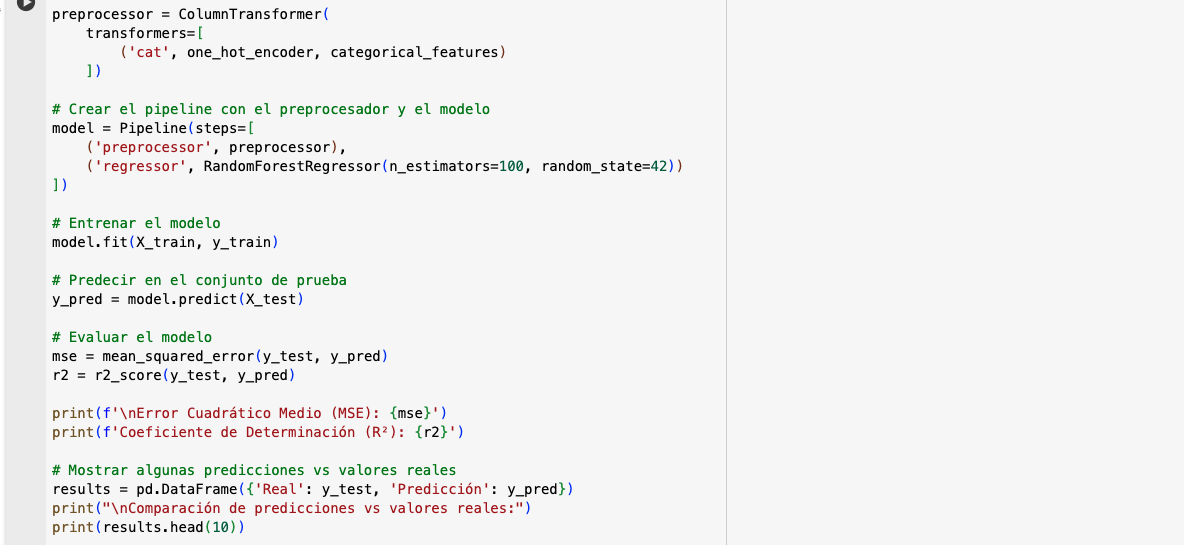 preprocessor = ColumnTransformer(
    transformers=[
        ('cat', one_hot_encoder, categorical_features)
    ])

# Crear el pipeline con el preprocesador y el modelo
model = Pipeline(steps=[
    ('preprocessor', preprocessor),
    ('regressor', RandomForestRegressor(n_estimators=100, random_state=42))
])

# Entrenar el modelo
model.fit(X_train, y_train)

# Predecir en el conjunto de prueba
y_pred = model.predict(X_test)

# Evaluar el modelo
mse = mean_squared_error(y_test, y_pred)
r2 = r2_score(y_test, y_pred)

print(f'\nError Cuadrático Medio (MSE): {mse}')
print(f'Coeficiente de Determinación (R²): {r2}')

# Mostrar algunas predicciones vs valores reales
results = pd.DataFrame({'Real': y_test, 'Predicción': y_pred})
print("\nComparación de predicciones vs valores reales:")
print(results.head(10))